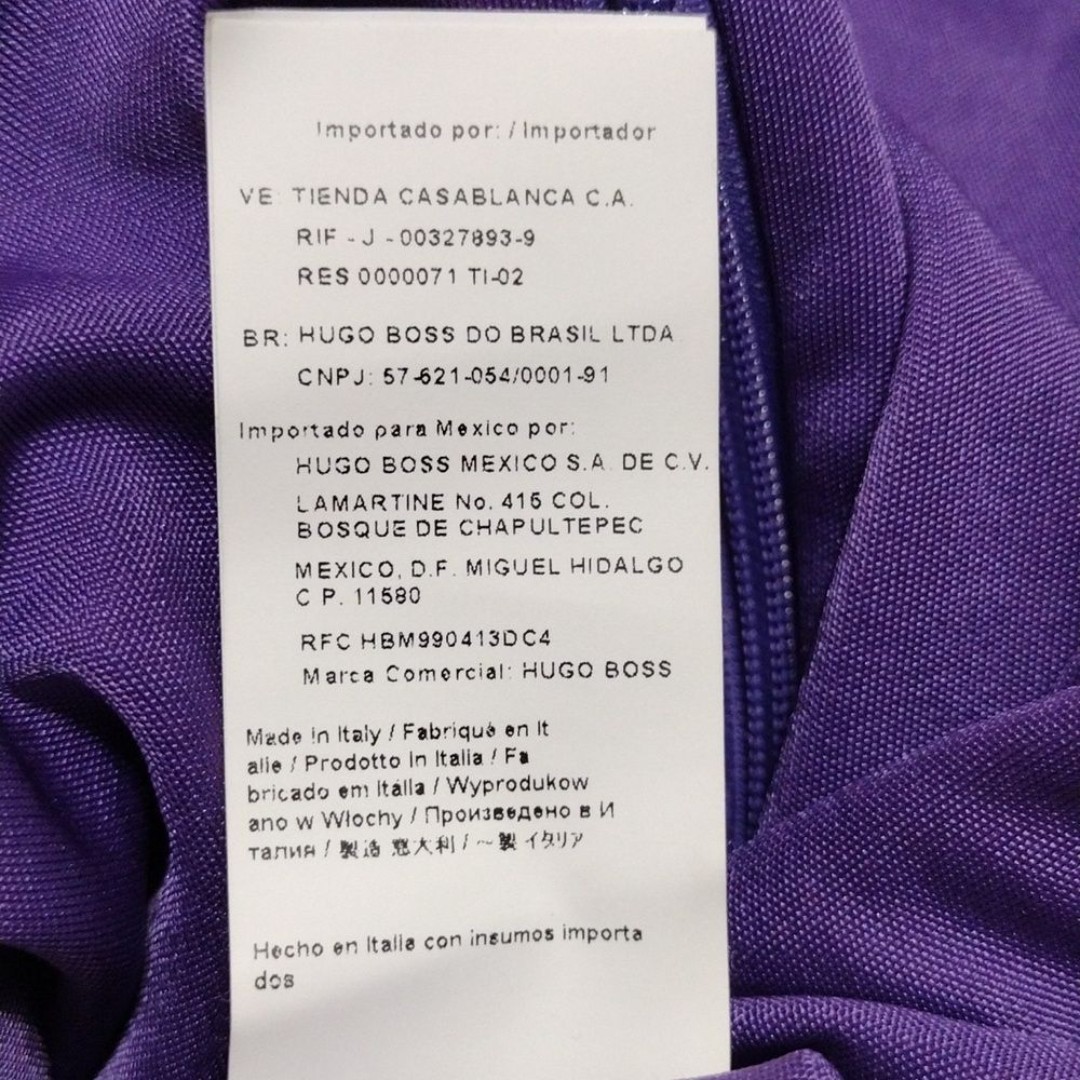 Importado por: / Importador
VE: TIENDA CASABLANCA C.A.
RIF - J - 00327893-9
RES 0000071 TI-02
BR: HUGO BOSS DO BRASIL LTDA
CNPJ: 57-621-054/0001-91
Importado para Mexico por:
HUGO BOSS MEXICO S.A. DE C.V.
LAMARTINE No. 415 COL.
BOSQUE DE CHAPULTEPEC
MEXICO, D.F. MIGUEL HIDALGO
C P. 11580
RFC HBM990413DC4
Marca Comercial: HUGO BOSS
Made in Italy / Fabriqué en It
alie / Prodotto in Italia / Fa
bricado em Itália / Wyprodukow
ano w Włochy / Произведено в И
талия / 製造 意大利 / ～製 イタリア
Hecho en Italia con insumos importa
dos